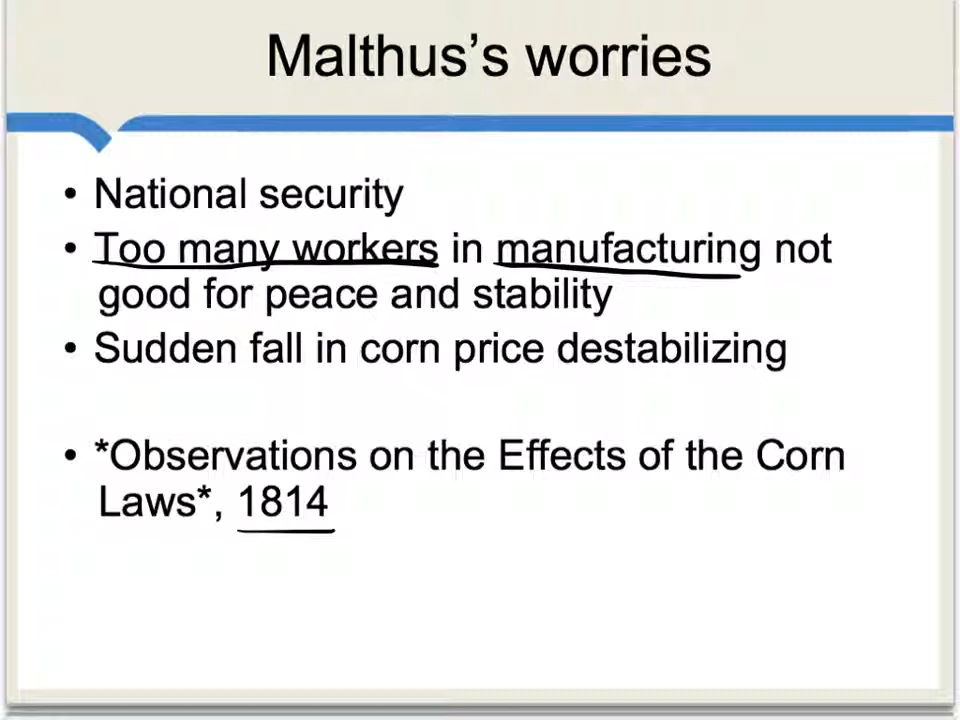 Malthus's worries
• National security
• Too many workers in manufacturing not
good for peace and stability
• Sudden fall in corn price destabilizing
• *Observations on the Effects of the Corn
Laws*, 1814